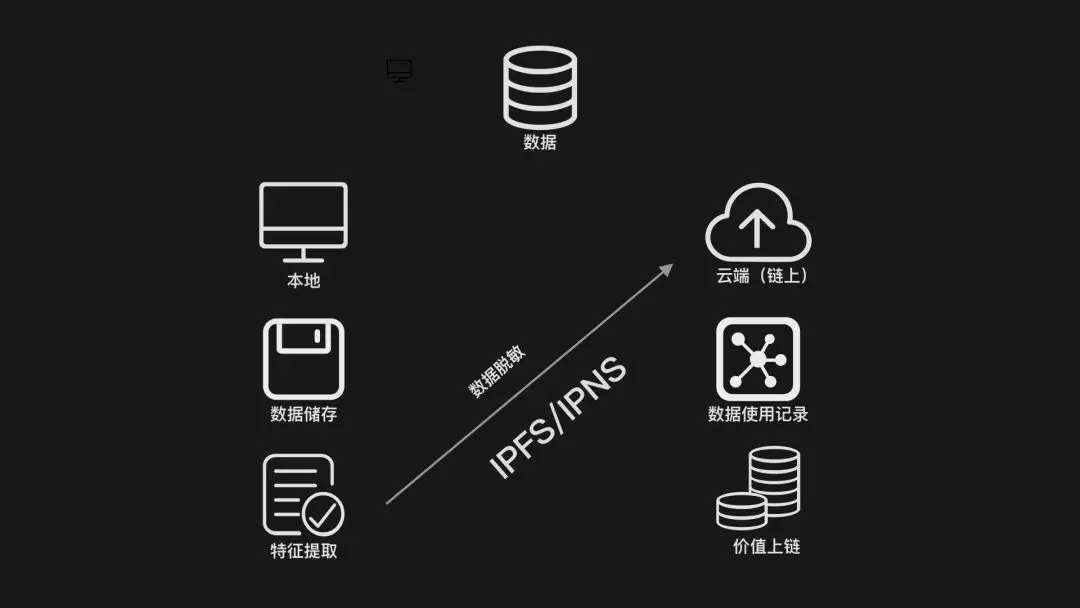 数据
本地
云端（链上）
数据储存
数据脱敏
IPFS/IPNS
数据使用记录
特征提取
价值上链